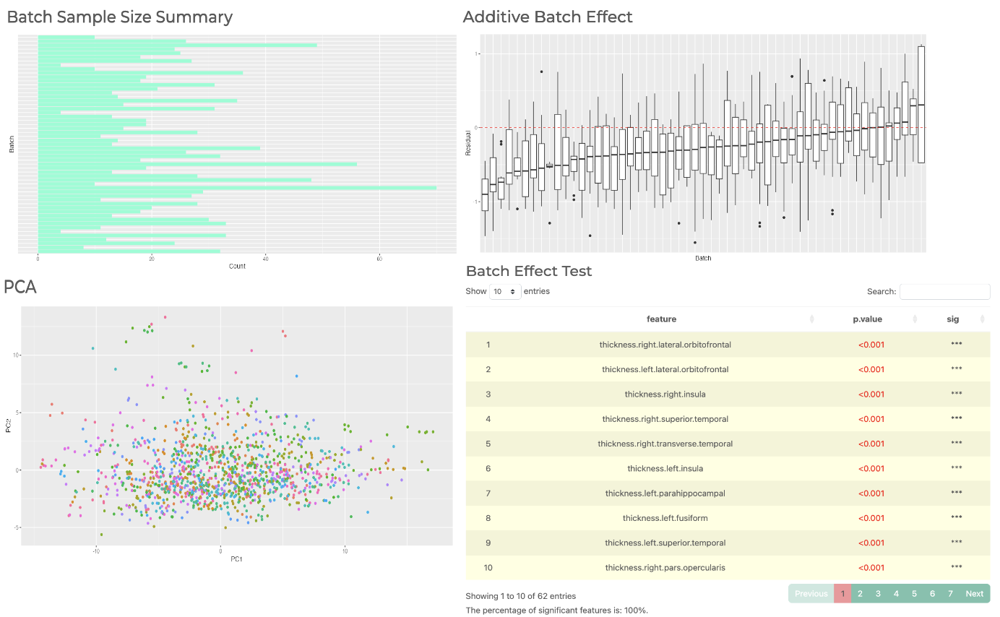 Batch Sample Size Summary
Batch
0 20 40 60
Count
Additive Batch Effect
Residual
1
0
-1
Batch
PCA
PC2
10
5
0
-5
-10 0 10
PC1
Batch Effect Test
Show 10 entries Search:
feature p.value sig
1 thickness.right.lateral.orbitofrontal <0.001 ***
2 thickness.left.lateral.orbitofrontal <0.001 ***
3 thickness.right.insula <0.001 ***
4 thickness.right.superior.temporal <0.001 ***
5 thickness.right.transverse.temporal <0.001 ***
6 thickness.left.insula <0.001 ***
7 thickness.left.parahippocampal <0.001 ***
8 thickness.left.fusiform <0.001 ***
9 thickness.left.superior.temporal <0.001 ***
10 thickness.right.pars.opercularis <0.001 ***
Showing 1 to 10 of 62 entries
Previous 1 2 3 4 5 6 7 Next
The percentage of significant features is: 100%.